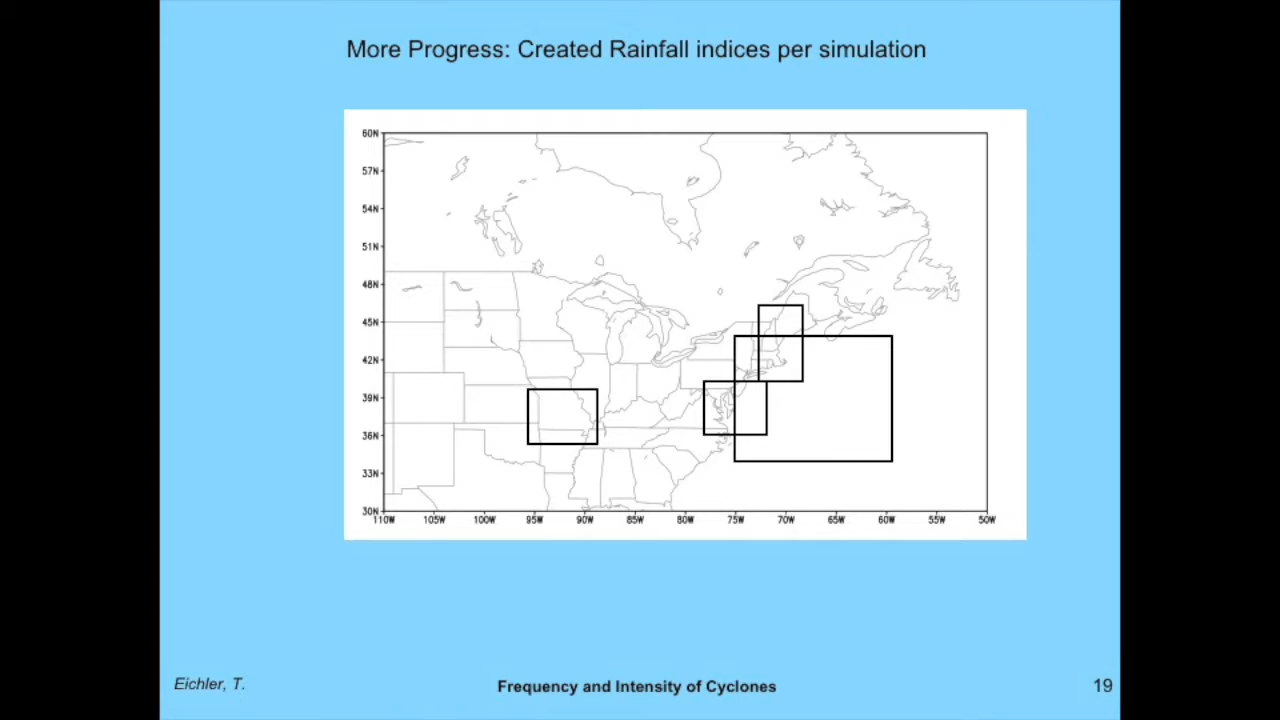 More Progress: Created Rainfall indices per simulation
60N
57N
54N
51N
48N
45N
42N
39N
36N
33N
30N
110W 105W 100W 95W 90W 85W 80W 75W 70W 65W 60W 55W 50W
Eichler, T. Frequency and Intensity of Cyclones 19